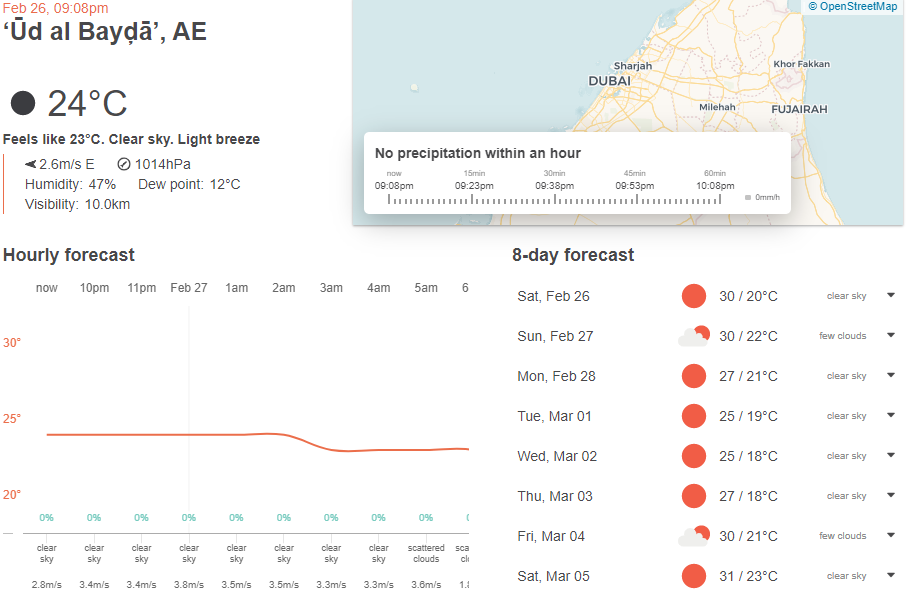 Feb 26, 09:08pm
‘Ūd al Bayḑā’, AE
24°C
Feels like 23°C. Clear sky. Light breeze
2.6m/s E 1014hPa
Humidity: 47% Dew point: 12°C
Visibility: 10.0km
© OpenStreetMap
Sharjah
DUBAI
Khor Fakkan
Milehah
FUJAIRAH
No precipitation within an hour
now 15min 30min 45min 60min
09:08pm 09:23pm 09:38pm 09:53pm 10:08pm
0mm/h
Hourly forecast
now 10pm 11pm Feb 27 1am 2am 3am 4am 5am 6
30°
25°
20°
0% 0% 0% 0% 0% 0% 0% 0% 0%
clear clear clear clear clear clear clear clear scattered
sky sky sky sky sky sky sky sky clouds
2.8m/s 3.4m/s 3.4m/s 3.8m/s 3.5m/s 3.5m/s 3.3m/s 3.3m/s 3.6m/s 1.8
8-day forecast
Sat, Feb 26 30 / 20°C clear sky
Sun, Feb 27 30 / 22°C few clouds
Mon, Feb 28 27 / 21°C clear sky
Tue, Mar 01 25 / 19°C clear sky
Wed, Mar 02 25 / 18°C clear sky
Thu, Mar 03 27 / 18°C clear sky
Fri, Mar 04 30 / 21°C few clouds
Sat, Mar 05 31 / 23°C clear sky